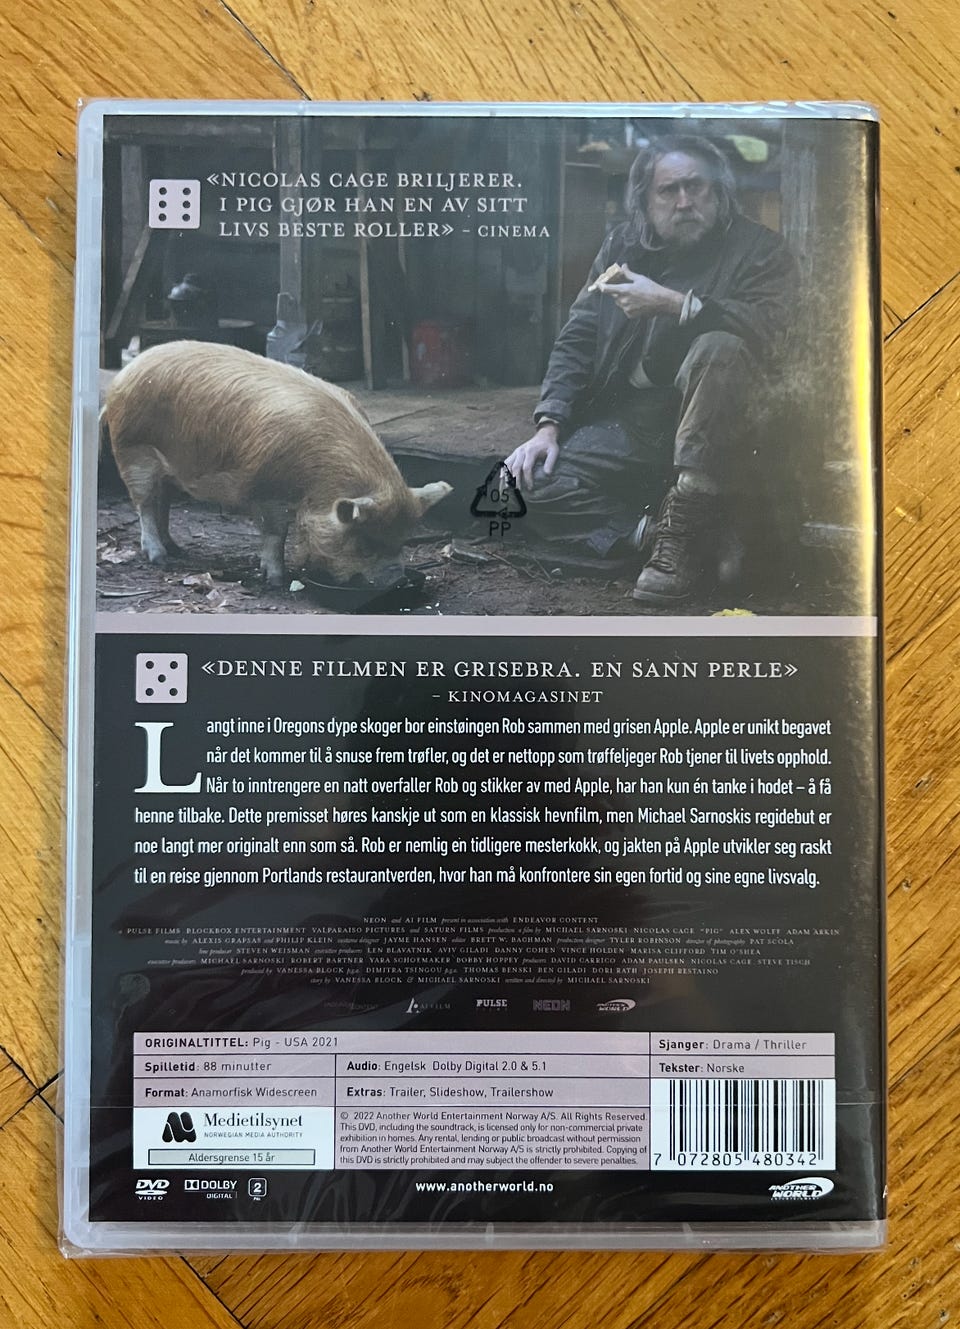 «NICOLAS CAGE BRILJERER.
I PIG GJØR HAN EN AV SITT
LIVS BESTE ROLLER» – CINEMA
05
PP
«DENNE FILMEN ER GRISEBRA. EN SANN PERLE»
– KINOMAGASINET
Langt inne i Oregons dype skoger bor einstøingen Rob sammen med grisen Apple. Apple er unikt begavet
når det kommer til å snuse frem trøfler, og det er nettopp som trøffeljeger Rob tjener til livets opphold.
Når to inntrengere en natt overfaller Rob og stikker av med Apple, har han kun én tanke i hodet – å få
henne tilbake. Dette premisset høres kanskje ut som en klassisk hevnfilm, men Michael Sarnoskis regidebut er
noe langt mer originalt enn som så. Rob er nemlig en tidligere mesterkokk, og jakten på Apple utvikler seg raskt
til en reise gjennom Portlands restaurantverden, hvor han må konfrontere sin egen fortid og sine egne livsvalg.
NEON and AI FILM present in association with ENDEAVOR CONTENT
a PULSE FILMS BLOCKBOX ENTERTAINMENT VALPARAISO PICTURES and SATURN FILMS production a film by MICHAEL SARNOSKI NICOLAS CAGE "PIG" ALEX WOLFF ADAM ARKIN
music by ALEXIS GRAPSAS and PHILIP KLEIN costume designer JAYME HANSEN editor BRETT W. BACHMAN production designer TYLER ROBINSON director of photography PAT SCOLA
line producer STEVEN WEISMAN executive producers LEN BLAVATNIK AVIV GILADI DANNY COHEN VINCE HOLDEN MARISA CLIFFORD TIM O'SHEA
executive producers MICHAEL SARNOSKI ROBERT BARTNER YARA SCHOEMAKER BOBBY HOPPEY producers DAVID CARRICO ADAM PAULSEN NICOLAS CAGE STEVE TISCH
produced by VANESSA BLOCK p.g.a. DIMITRA TSINGOU p.g.a. THOMAS BENSKI BEN GILADI DORI RATH JOSEPH RESTAINO
story by VANESSA BLOCK & MICHAEL SARNOSKI written and directed by MICHAEL SARNOSKI
ENDEAVOR CONTENT AI FILM PULSE FILMS NEON ANOTHER WORLD
ORIGINALTITTEL: Pig - USA 2021
Sjanger: Drama / Thriller
Spilletid: 88 minutter
Audio: Engelsk Dolby Digital 2.0 & 5.1
Tekster: Norske
Format: Anamorfisk Widescreen
Extras: Trailer, Slideshow, Trailershow
Medietilsynet
NORWEGIAN MEDIA AUTHORITY
Aldersgrense 15 år
© 2022 Another World Entertainment Norway A/S. All Rights Reserved.
This DVD, including the soundtrack, is licensed only for non-commercial private
exhibition in homes. Any rental, lending or public broadcast without permission
from Another World Entertainment Norway A/S is strictly prohibited. Copying of
this DVD is strictly prohibited and may subject the offender to severe penalties.
7 072805 480342
DVD VIDEO
DOLBY DIGITAL
2 PAL
www.anotherworld.no
ANOTHER WORLD ENTERTAINMENT